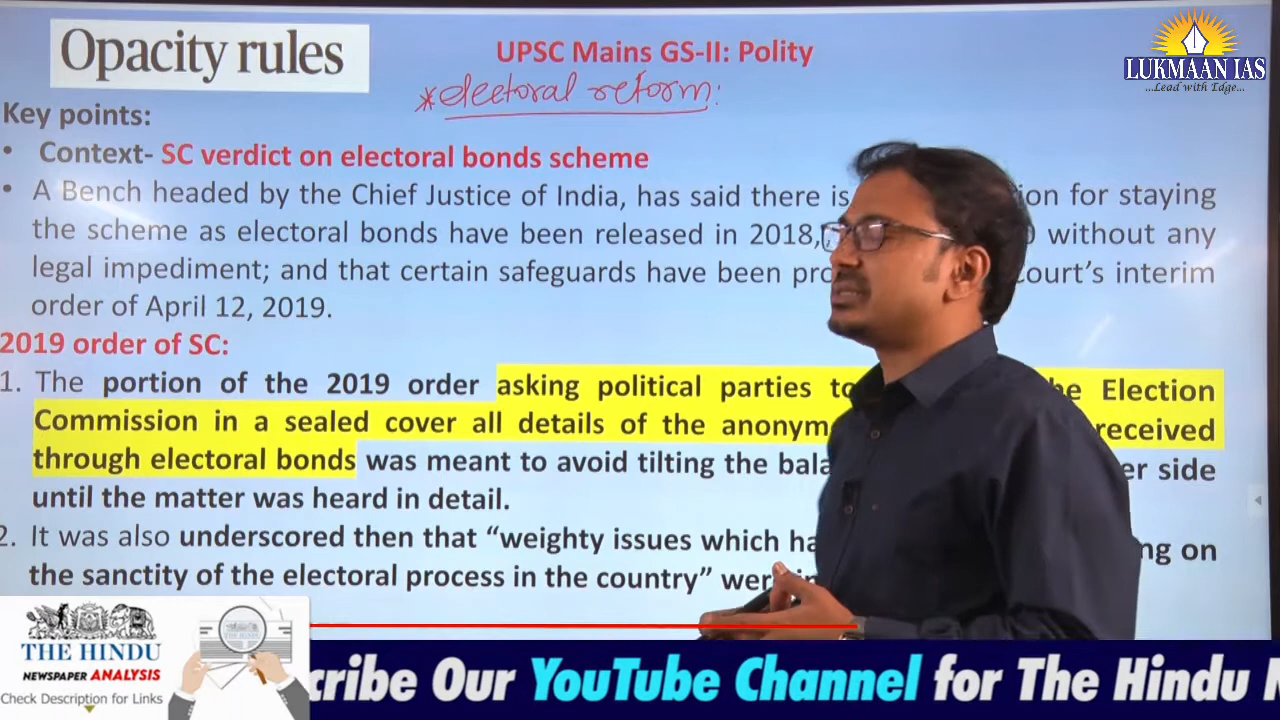 Opacity rules
UPSC Mains GS-II: Polity
LUKMAAN IAS
...Lead with Edge...
*electoral reform:
Key points:
• Context- SC verdict on electoral bonds scheme
• A Bench headed by the Chief Justice of India, has said there is on for staying
the scheme as electoral bonds have been released in 2018, 0 without any
legal impediment; and that certain safeguards have been pro ourt's interim
order of April 12, 2019.
2019 order of SC:
1. The portion of the 2019 order asking political parties to he Election
Commission in a sealed cover all details of the anonym received
through electoral bonds was meant to avoid tilting the bala er side
until the matter was heard in detail.
2. It was also underscored then that “weighty issues which ha ng on
the sanctity of the electoral process in the country” wer
THE HINDU
NEWSPAPER ANALYSIS
Check Description for Links
cribe Our YouTube Channel for The Hindu